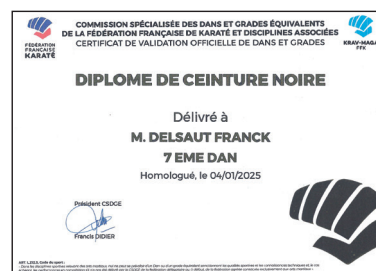 COMMISSION SPÉCIALISÉE DES DANS ET GRADES ÉQUIVALENTS
DE LA FÉDÉRATION FRANÇAISE DE KARATÉ ET DISCIPLINES ASSOCIÉES
CERTIFICAT DE VALIDATION OFFICIELLE DE DANS ET GRADES
FÉDÉRATION
FRANÇAISE
KARATÉ
KRAV-MAGA
FFK
DIPLOME DE CEINTURE NOIRE
Délivré à
M. DELSAUT FRANCK
7 EME DAN
Homologué, le 04/01/2025
Président CSDGE
Francis DIDIER